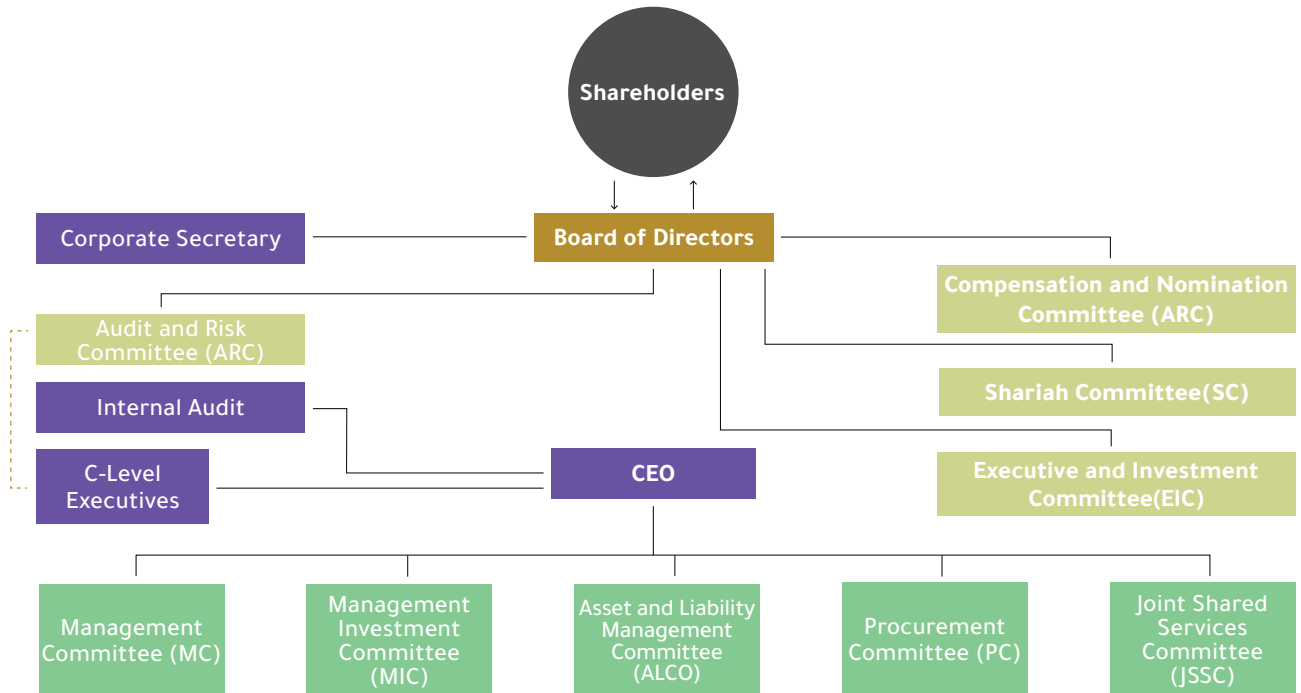 Shareholders
Corporate Secretary
Board of Directors
Compensation and Nomination
Committee (ARC)
Audit and Risk
Committee (ARC)
Shariah Committee(SC)
Internal Audit
C-Level
Executives
CEO
Executive and Investment
Committee(EIC)
Management
Committee (MC)
Management
Investment
Committee
(MIC)
Asset and Liability
Management
Committee
(ALCO)
Procurement
Committee (PC)
Joint Shared
Services
Committee
(JSSC)